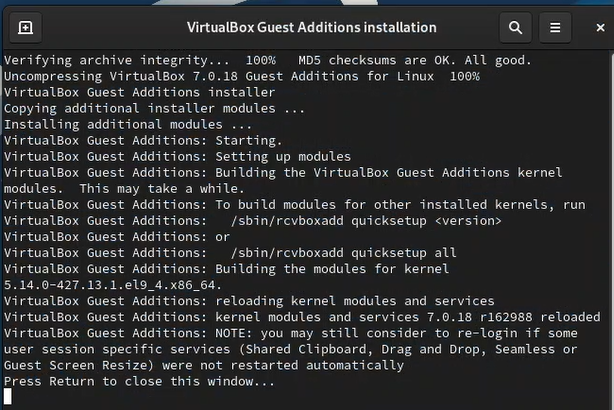 VirtualBox Guest Additions installation
Verifying archive integrity...  100%   MD5 checksums are OK. All good.
Uncompressing VirtualBox 7.0.18 Guest Additions for Linux  100%
VirtualBox Guest Additions installer
Copying additional installer modules ...
Installing additional modules ...
VirtualBox Guest Additions: Starting.
VirtualBox Guest Additions: Setting up modules
VirtualBox Guest Additions: Building the VirtualBox Guest Additions kernel
modules.  This may take a while.
VirtualBox Guest Additions: To build modules for other installed kernels, run
VirtualBox Guest Additions:   /sbin/rcvboxadd quicksetup <version>
VirtualBox Guest Additions: or
VirtualBox Guest Additions:   /sbin/rcvboxadd quicksetup all
VirtualBox Guest Additions: Building the modules for kernel
5.14.0-427.13.1.el9_4.x86_64.
VirtualBox Guest Additions: reloading kernel modules and services
VirtualBox Guest Additions: kernel modules and services 7.0.18 r162988 reloaded
VirtualBox Guest Additions: NOTE: you may still consider to re-login if some
user session specific services (Shared Clipboard, Drag and Drop, Seamless or
Guest Screen Resize) were not restarted automatically
Press Return to close this window...